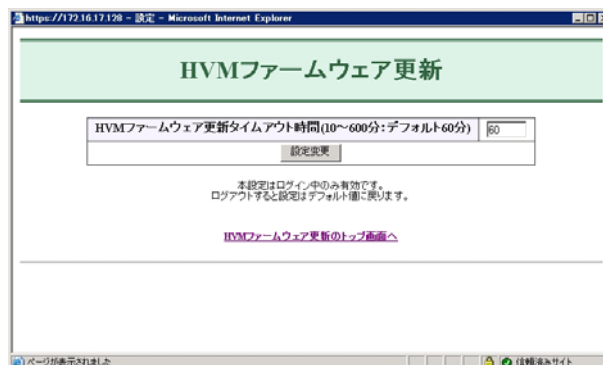 https://172.16.17.128 - 設定 - Microsoft Internet Explorer
HVMファームウェア更新
HVMファームウェア更新タイムアウト時間(10～600分:デフォルト60分) 60
設定変更
本設定はログイン中のみ有効です。
ログアウトすると設定はデフォルト値に戻ります。
HVMファームウェア更新のトップ画面へ
ページが表示されました 信頼済みサイト